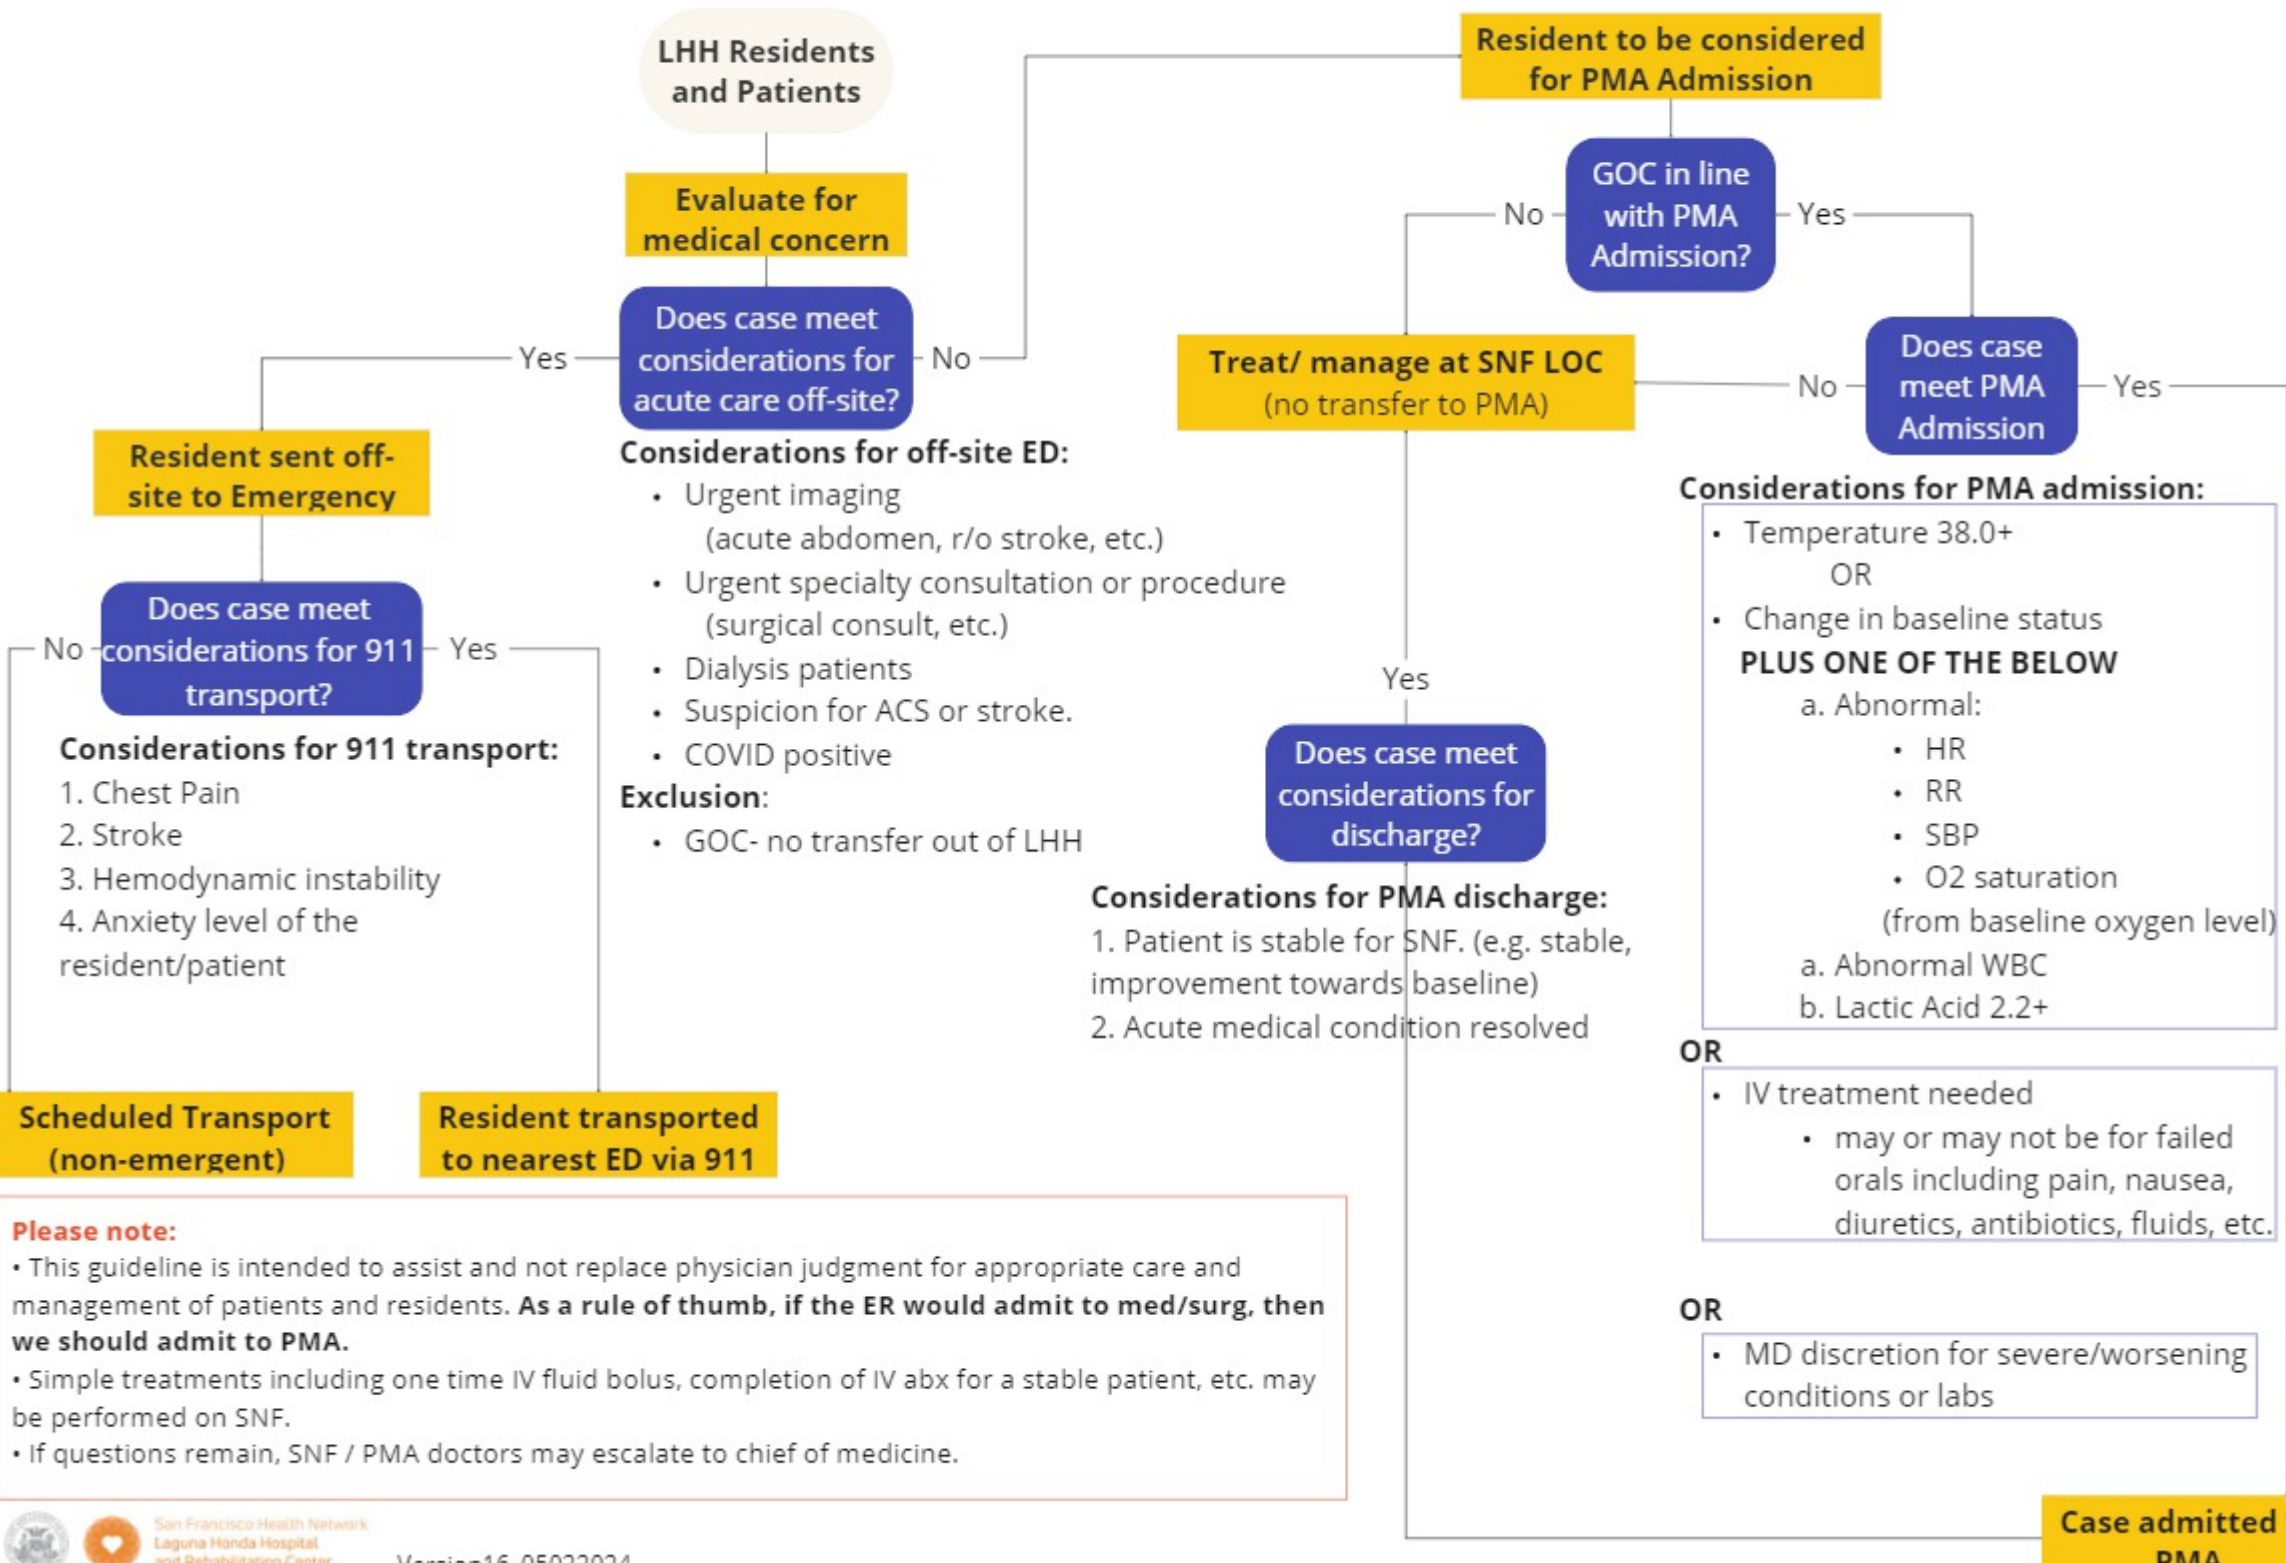 LHH Residents
and Patients
Evaluate for
medical concern
Does case meet
considerations for
acute care off-site?
Yes
No
Considerations for off-site ED:
• Urgent imaging
(acute abdomen, r/o stroke, etc.)
• Urgent specialty consultation or procedure
(surgical consult, etc.)
• Dialysis patients
• Suspicion for ACS or stroke.
• COVID positive
Exclusion:
• GOC- no transfer out of LHH
Resident sent off-
site to Emergency
Does case meet
considerations for 911
transport?
No
Yes
Considerations for 911 transport:
1. Chest Pain
2. Stroke
3. Hemodynamic instability
4. Anxiety level of the
resident/patient
Scheduled Transport
(non-emergent)
Resident transported
to nearest ED via 911
Resident to be considered
for PMA Admission
GOC in line
with PMA
Admission?
No
Yes
Treat/ manage at SNF LOC
(no transfer to PMA)
Does case
meet PMA
Admission
No
Yes
Considerations for PMA admission:
• Temperature 38.0+
OR
• Change in baseline status
PLUS ONE OF THE BELOW
a. Abnormal:
• HR
• RR
• SBP
• O2 saturation
(from baseline oxygen level)
a. Abnormal WBC
b. Lactic Acid 2.2+
OR
• IV treatment needed
• may or may not be for failed
orals including pain, nausea,
diuretics, antibiotics, fluids, etc.
OR
• MD discretion for severe/worsening
conditions or labs
Yes
Does case meet
considerations for
discharge?
Considerations for PMA discharge:
1. Patient is stable for SNF. (e.g. stable,
improvement towards baseline)
2. Acute medical condition resolved
Case admitted
PMA
Please note:
• This guideline is intended to assist and not replace physician judgment for appropriate care and
management of patients and residents. As a rule of thumb, if the ER would admit to med/surg, then
we should admit to PMA.
• Simple treatments including one time IV fluid bolus, completion of IV abx for a stable patient, etc. may
be performed on SNF.
• If questions remain, SNF / PMA doctors may escalate to chief of medicine.
San Francisco Health Network
Laguna Honda Hospital
and Rehabilitation Center
Version16_05022024